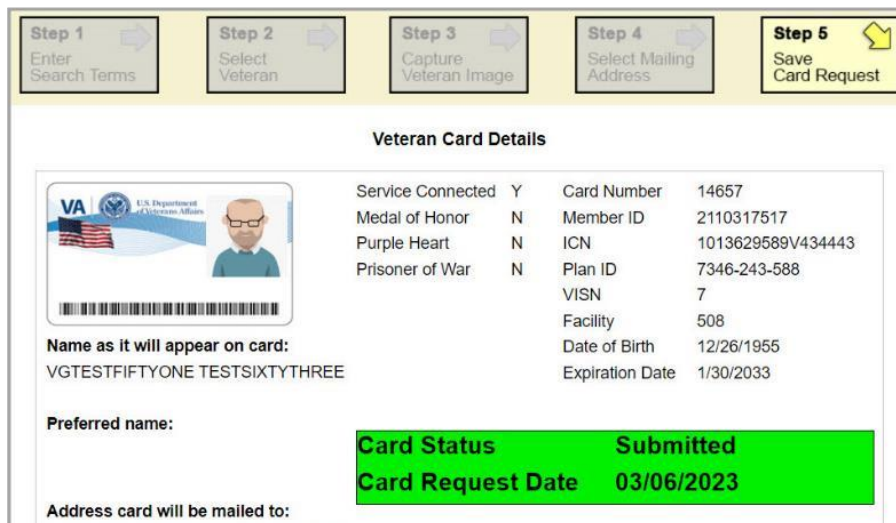 Step 1
Enter
Search Terms
Step 2
Select
Veteran
Step 3
Capture
Veteran Image
Step 4
Select Mailing
Address
Step 5
Save
Card Request
Veteran Card Details
VA
U.S. Department
of Veterans Affairs
Name as it will appear on card:
VGTESTFIFTYONE TESTSIXTYTHREE
Preferred name:
Address card will be mailed to:
Service Connected Y
Medal of Honor N
Purple Heart N
Prisoner of War N
Card Number 14657
Member ID 2110317517
ICN 1013629589V434443
Plan ID 7346-243-588
VISN 7
Facility 508
Date of Birth 12/26/1955
Expiration Date 1/30/2033
Card Status Submitted
Card Request Date 03/06/2023